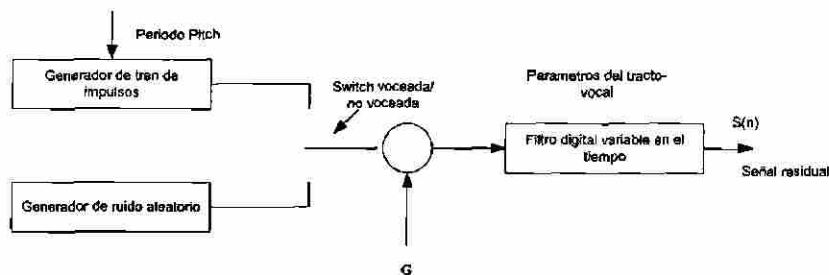 Periodo Pitch
Generador de tren de
impulsos
Switch voceada/
no voceada
Parametros del tracto-
vocal
S(n)
Filtro digital variable en el
tiempo
Señal residual
Generador de ruido aleatorio
G